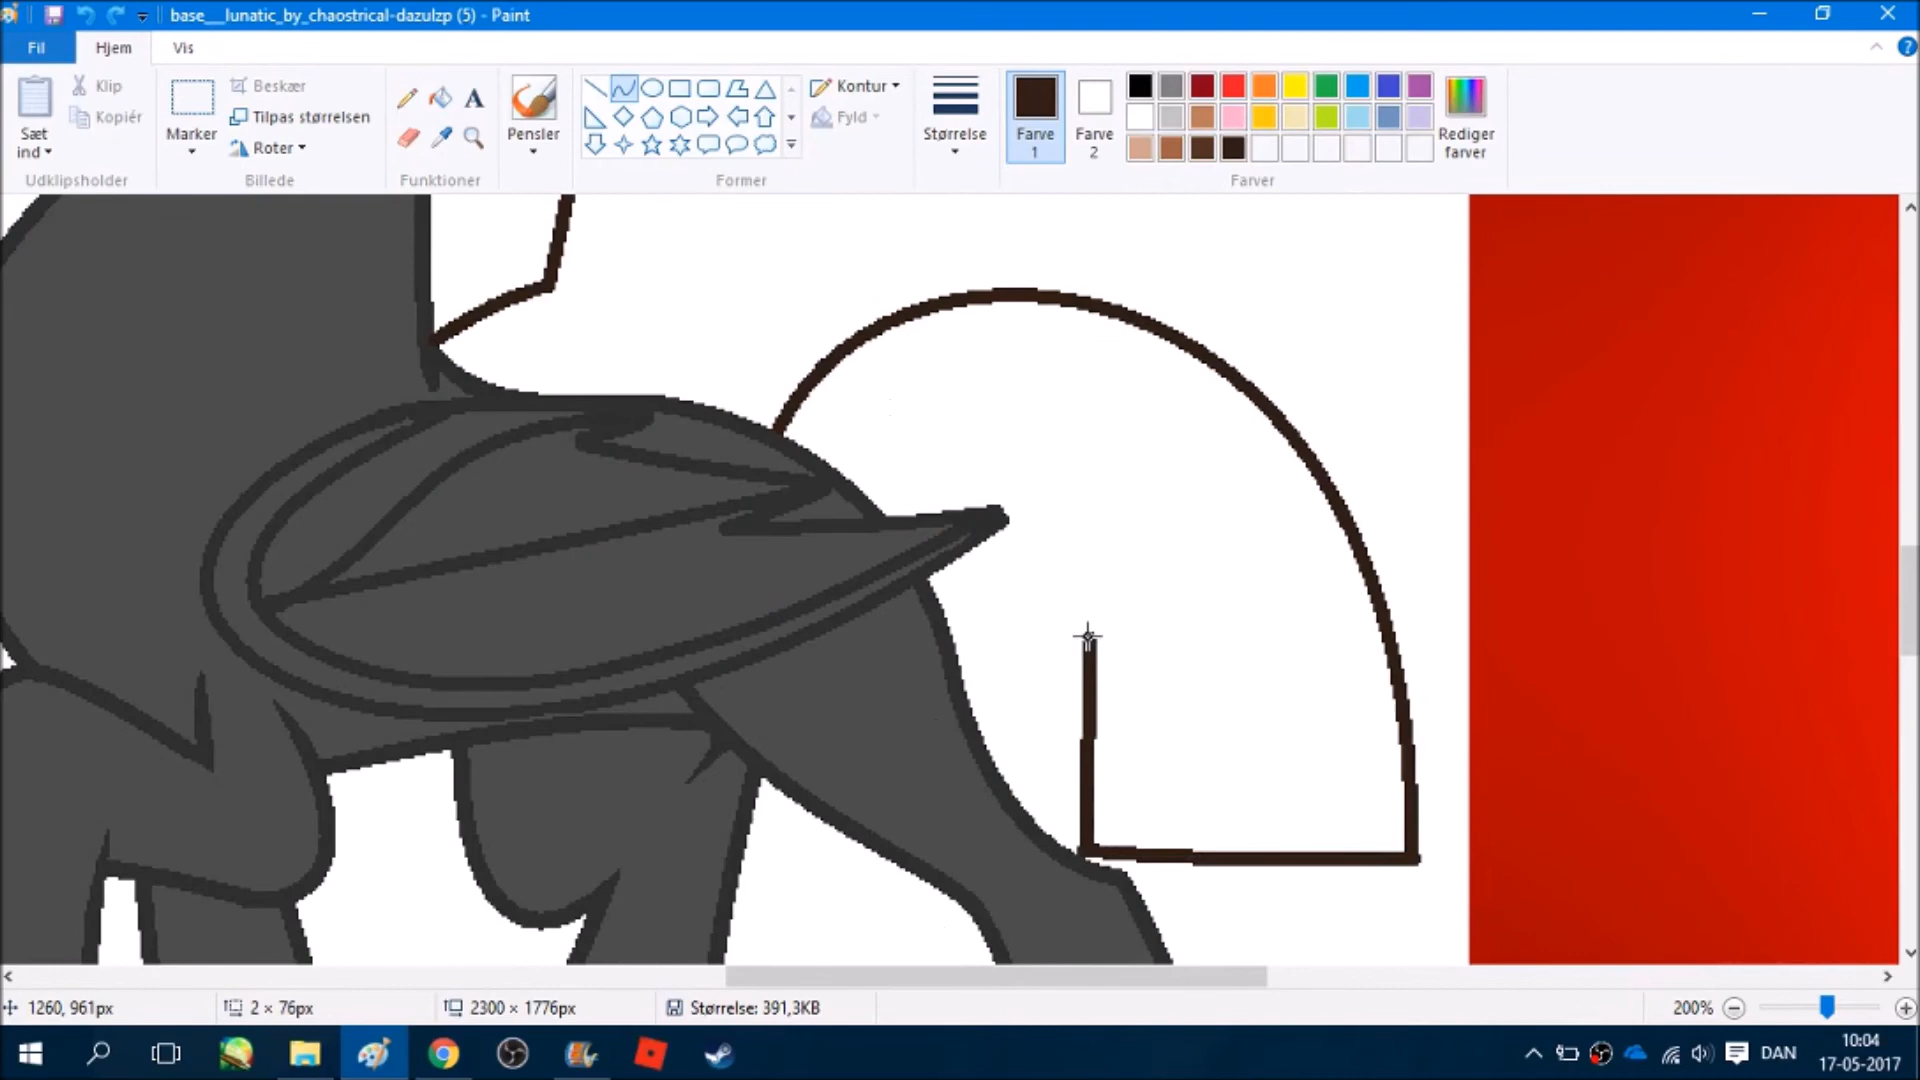 base__lunatic_by_chaostrical-dazulzp (5) - Paint
Fil Hjem Vis
Sæt ind
Klip
Kopiér
Udklipsholder
Marker
Beskær
Tilpas størrelsen
Roter
Billede
A
Funktioner
Pensler
Kontur
Fyld
Former
Størrelse
Farve 1
Farve 2
Rediger farver
Farver
1260, 961px
2 × 76px
2300 × 1776px
Størrelse: 391,3KB
200%
DAN
10:04
17-05-2017